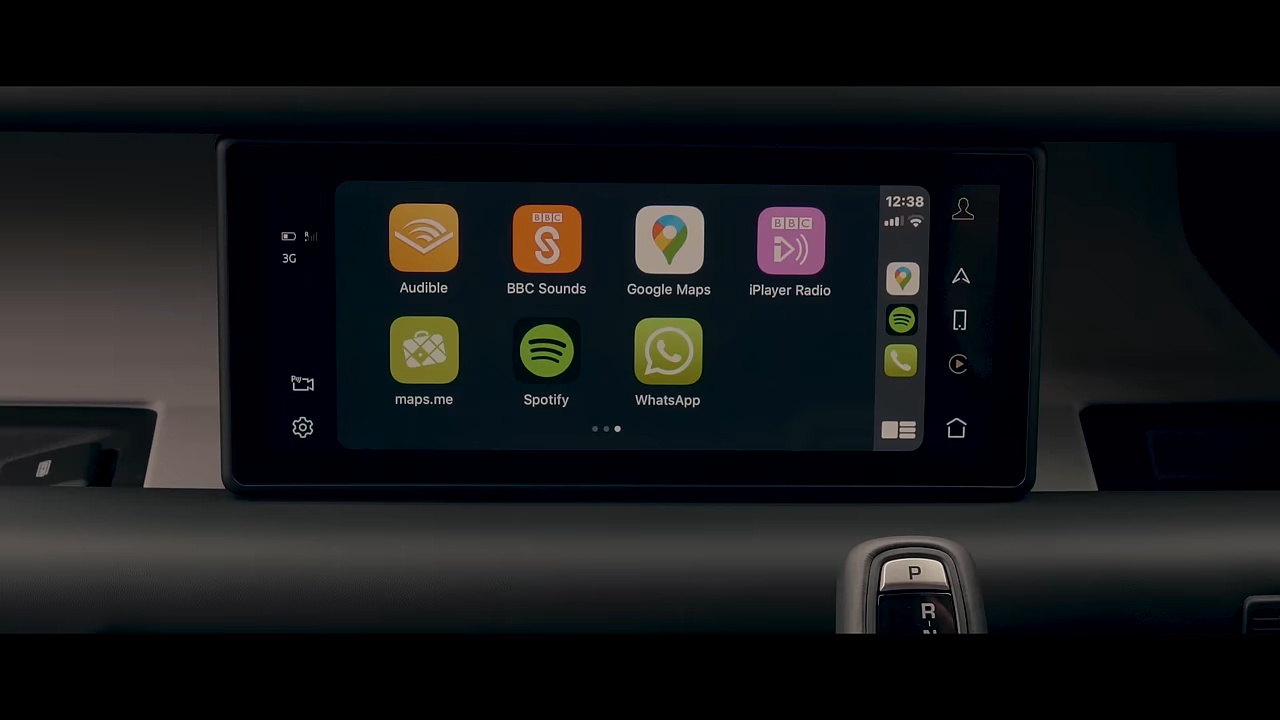 12:38
3G
BBC
BBC
Audible
BBC Sounds
Google Maps
iPlayer Radio
maps.me
Spotify
WhatsApp
P
R
N